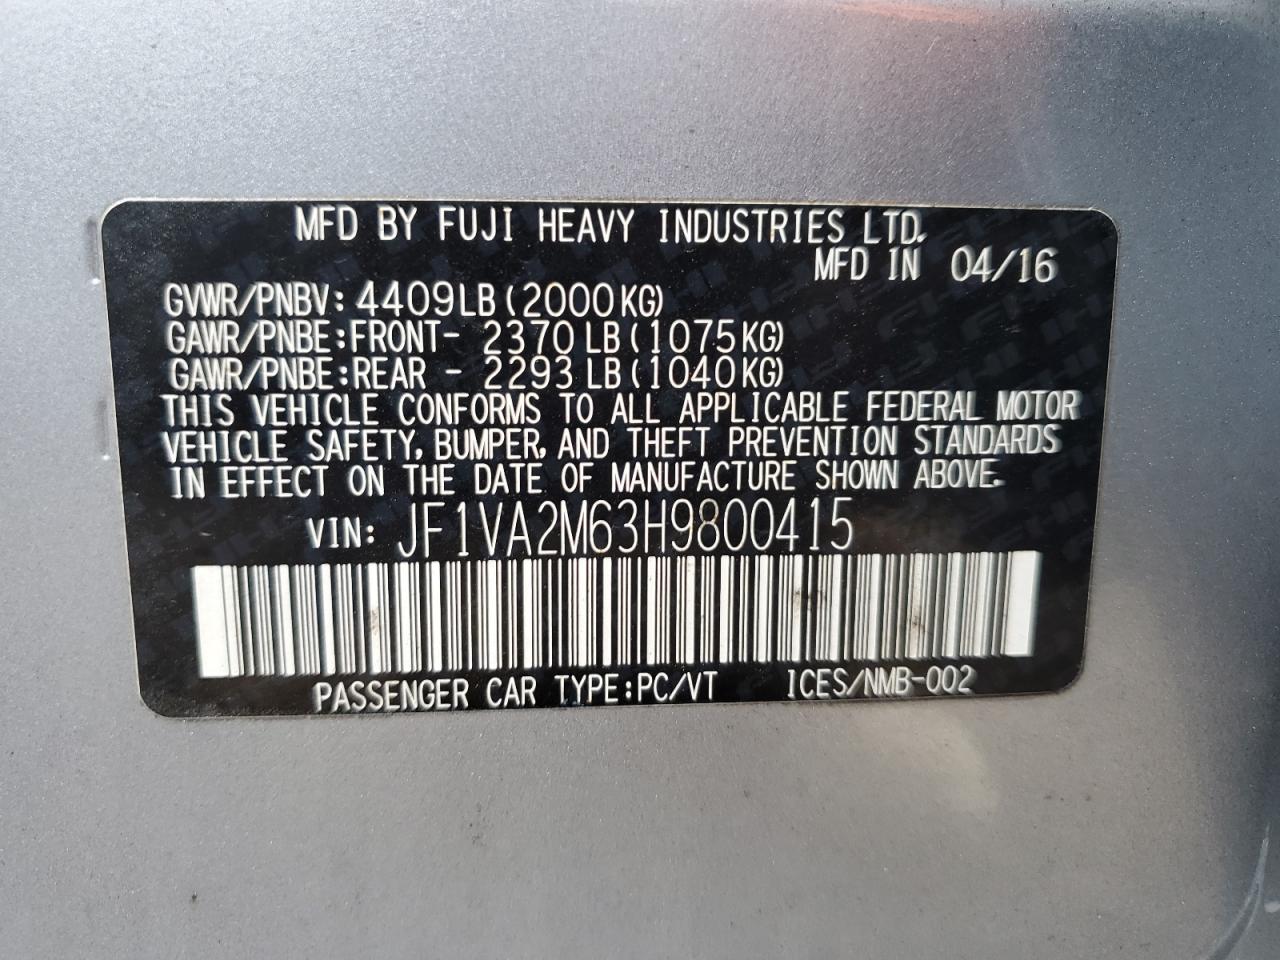 MFD BY FUJI HEAVY INDUSTRIES LTD.
MFD IN 04/16
GVWR/PNBV: 4409LB(2000KG)
GAWR/PNBE:FRONT- 2370LB(1075KG)
GAWR/PNBE:REAR - 2293LB(1040KG)
THIS VEHICLE CONFORMS TO ALL APPLICABLE FEDERAL MOTOR
VEHICLE SAFETY, BUMPER, AND THEFT PREVENTION STANDARDS
IN EFFECT ON THE DATE OF MANUFACTURE SHOWN ABOVE.
VIN: JF1VA2M63H9800415
PASSENGER CAR TYPE:PC/VT ICES/NMB-002